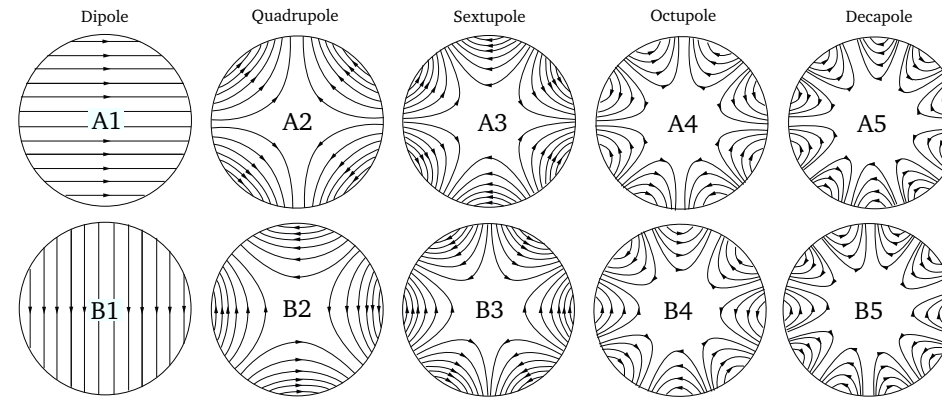 Dipole Quadrupole Sextupole Octupole Decapole
A1 A2 A3 A4 A5
B1 B2 B3 B4 B5